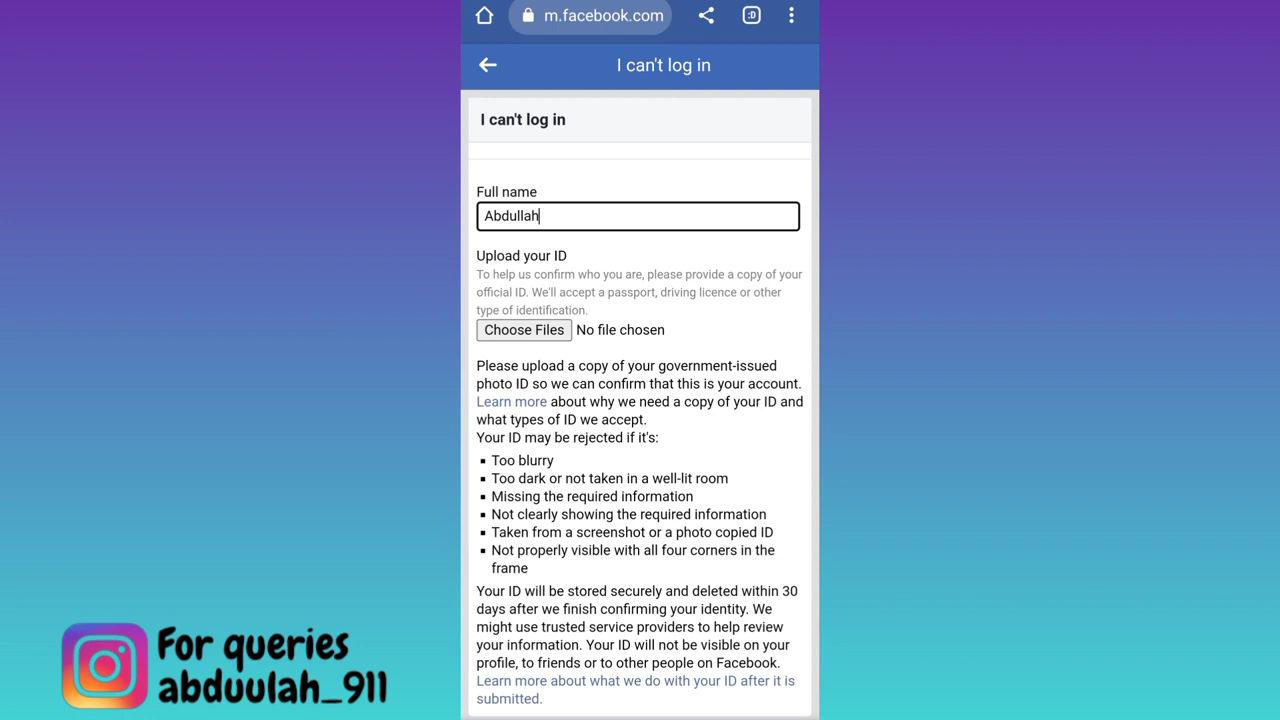 m.facebook.com
:D
I can't log in
I can't log in
Full name
Abdullah
Upload your ID
To help us confirm who you are, please provide a copy of your
official ID. We'll accept a passport, driving licence or other
type of identification.
Choose Files No file chosen
Please upload a copy of your government-issued
photo ID so we can confirm that this is your account.
Learn more about why we need a copy of your ID and
what types of ID we accept.
Your ID may be rejected if it's:
▪ Too blurry
▪ Too dark or not taken in a well-lit room
▪ Missing the required information
▪ Not clearly showing the required information
▪ Taken from a screenshot or a photo copied ID
▪ Not properly visible with all four corners in the
frame
Your ID will be stored securely and deleted within 30
days after we finish confirming your identity. We
might use trusted service providers to help review
your information. Your ID will not be visible on your
profile, to friends or to other people on Facebook.
Learn more about what we do with your ID after it is
submitted.
For queries
abduulah_911